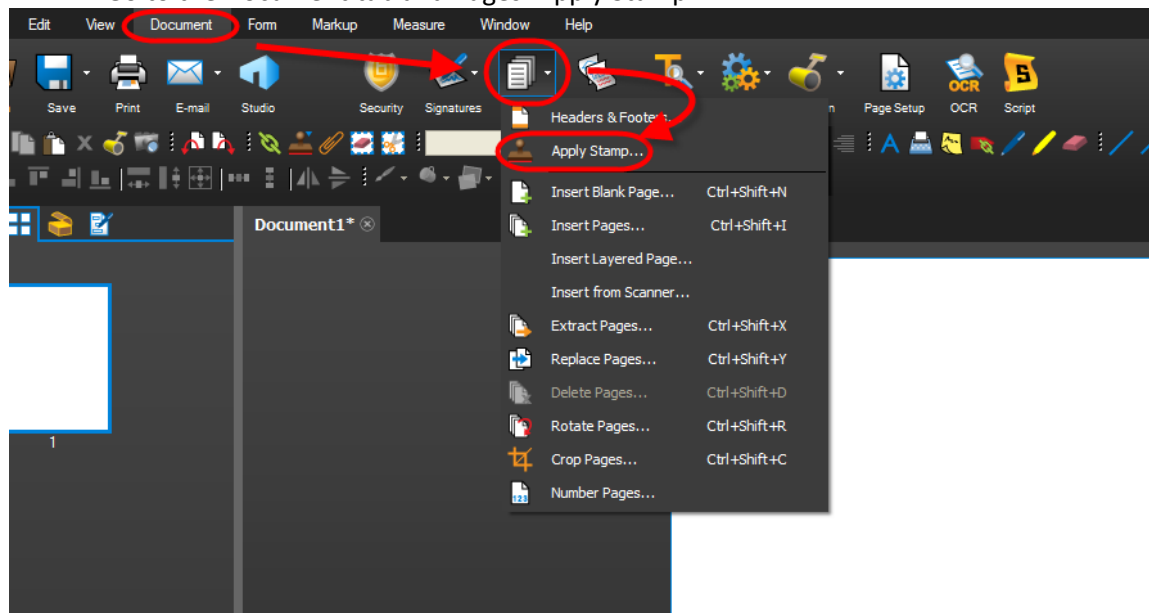 Edit View Document Form Markup Measure Window Help
OCR
Save Print E-mail Studio Security Signatures Page Setup OCR Script
Headers & Footers...
Apply Stamp...
Insert Blank Page... Ctrl+Shift+N
Document1*
Insert Pages... Ctrl+Shift+I
Insert Layered Page...
Insert from Scanner...
Extract Pages... Ctrl+Shift+X
Replace Pages... Ctrl+Shift+Y
Delete Pages... Ctrl+Shift+D
Rotate Pages... Ctrl+Shift+R
1
Crop Pages... Ctrl+Shift+C
123 Number Pages...